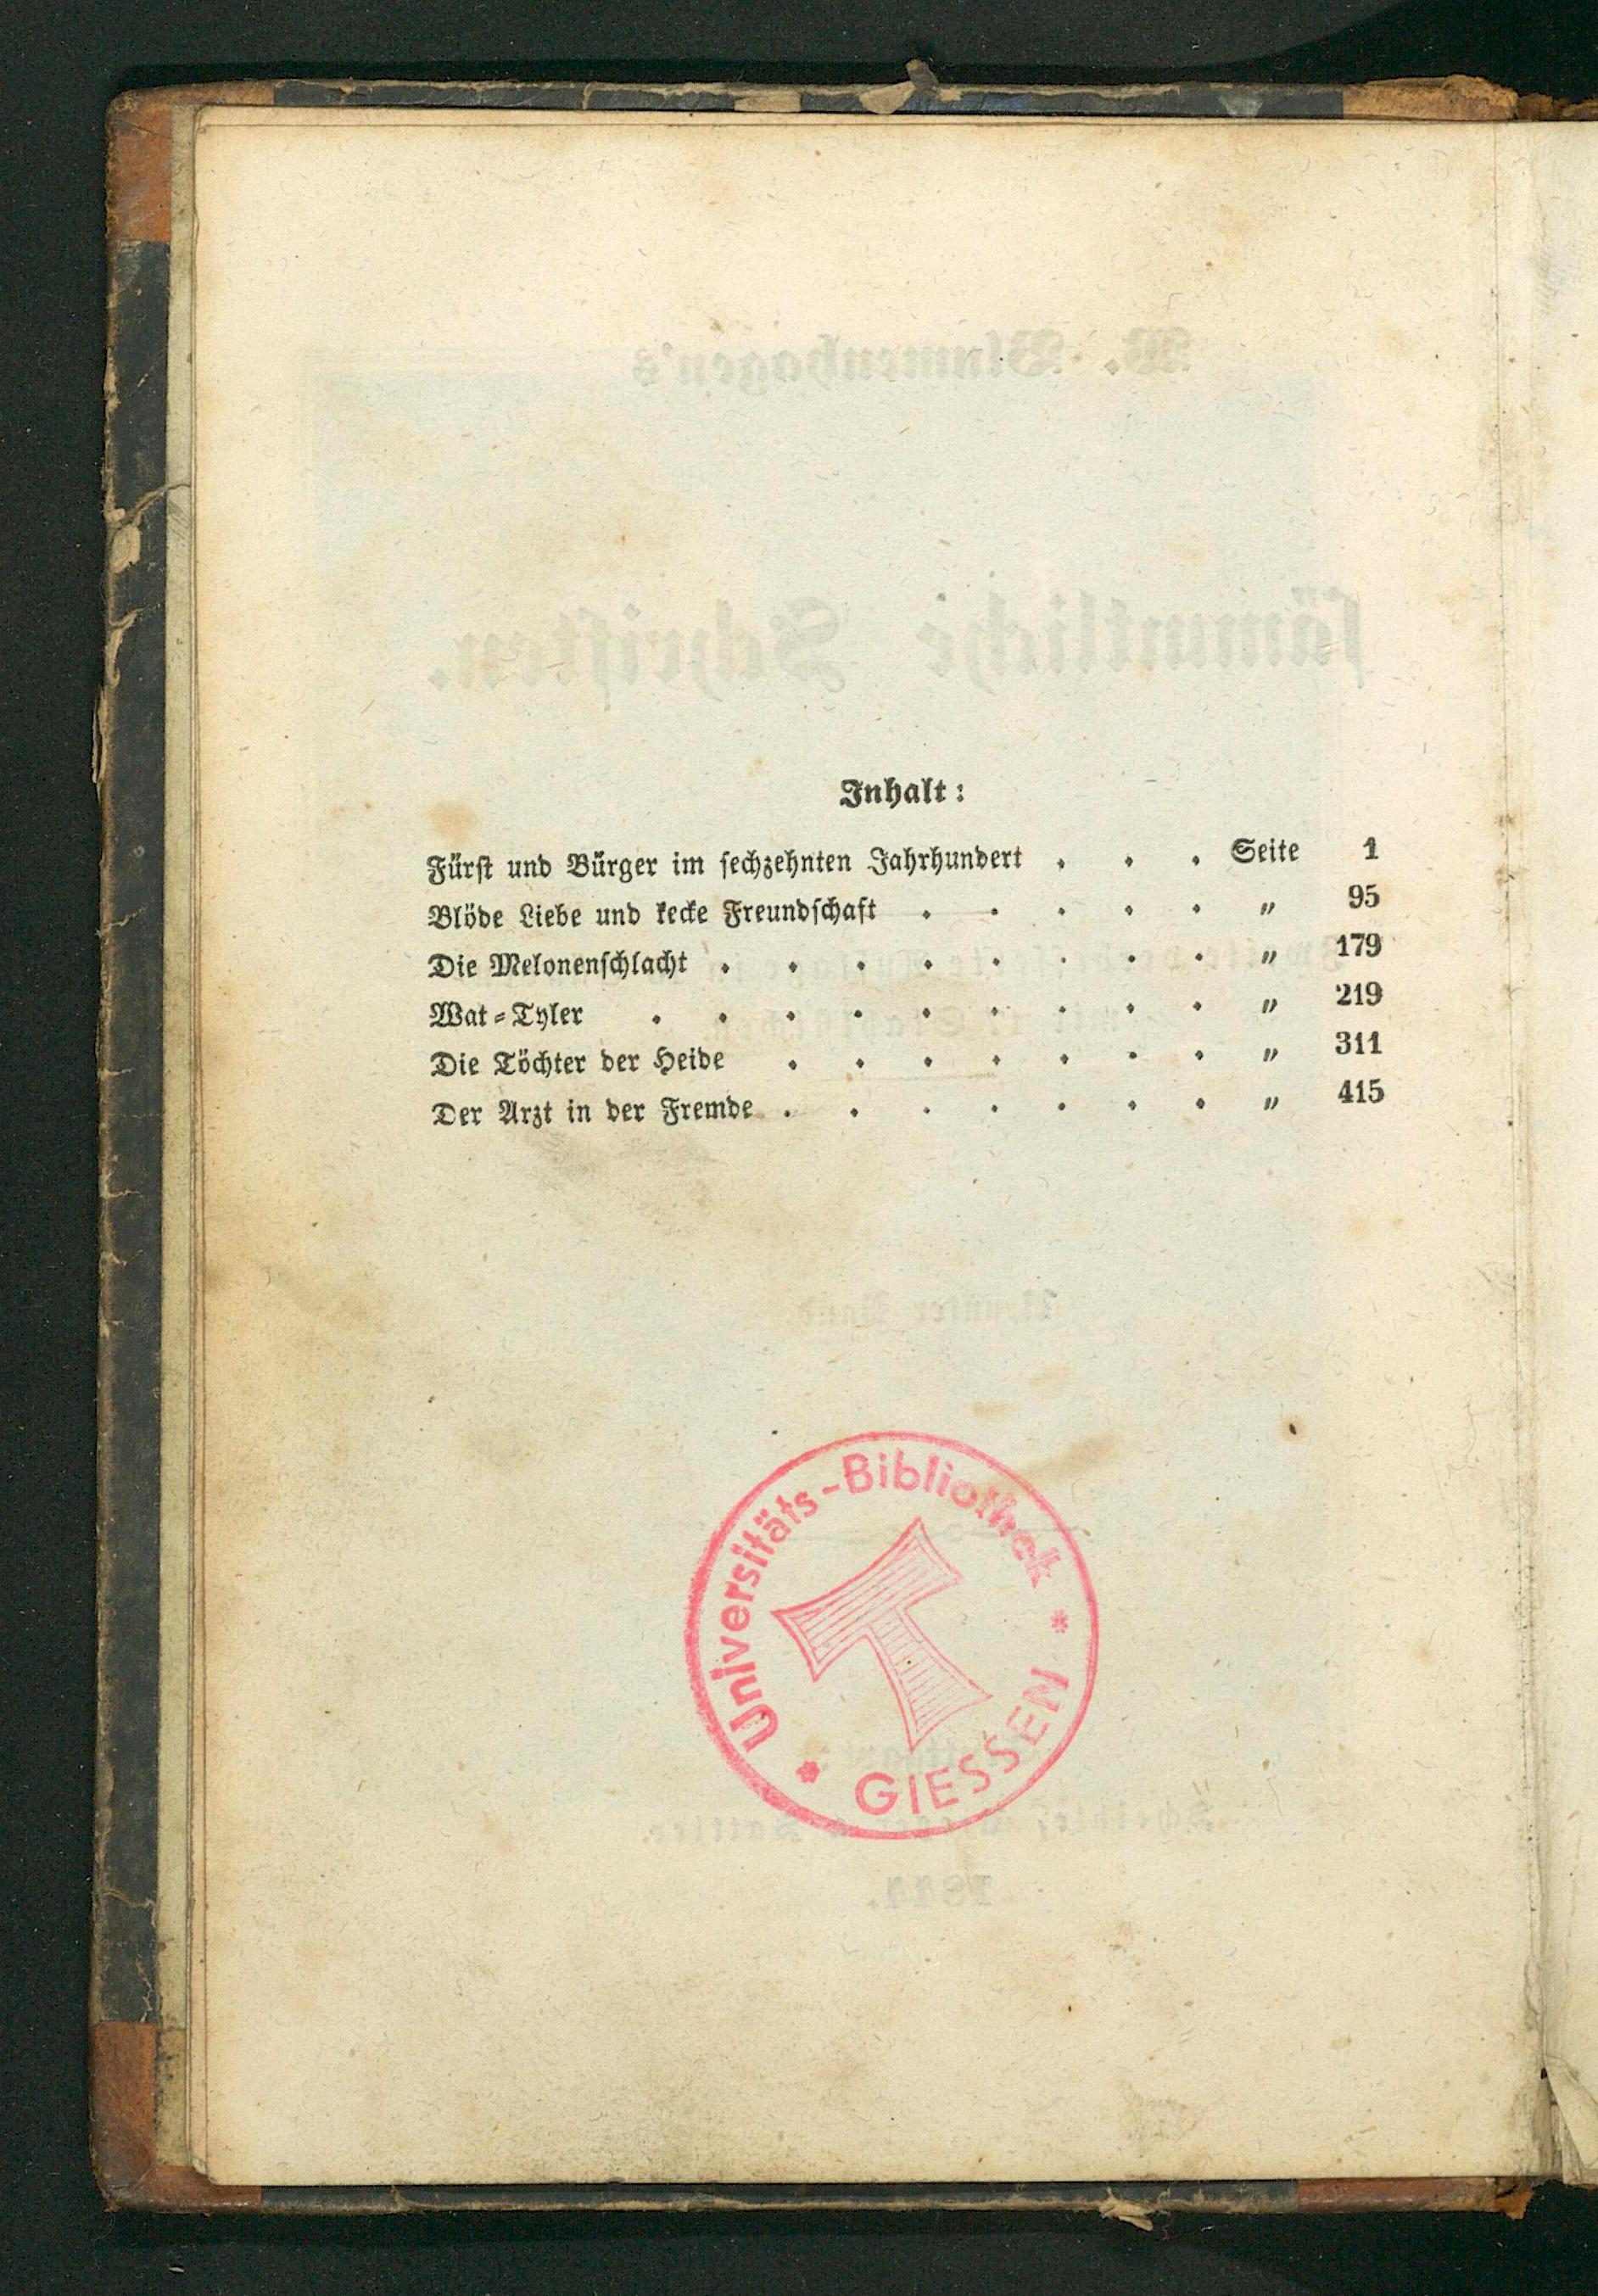 Inhalt:
Fürst und Bürger im sechzehnten Jahrhundert . . . Seite 1
Blöde Liebe und kecke Freundschaft . . . . . " 95
Die Melonenschlacht . . . . . . . . " 179
Wat-Tyler . . . . . . . . . " 219
Die Töchter der Heide . . . . . . . " 311
Der Arzt in der Fremde . . . . . . . " 415
Universitäts-Bibliothek
* GIESSEN *